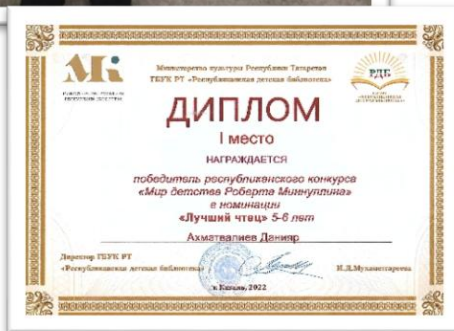 Министерство культуры Республики Татарстан
ГБУК РТ «Республиканская детская библиотека»
РДБ
ДИПЛОМ
I место
НАГРАЖДАЕТСЯ
победитель республиканского конкурса
«Мир детства Роберта Миннуллина»
в номинации
«Лучший чтец» 5-6 лет
Ахматвалиев Данияр
Директор ГБУК РТ
«Республиканская детская библиотека»
г. Казань, 2022